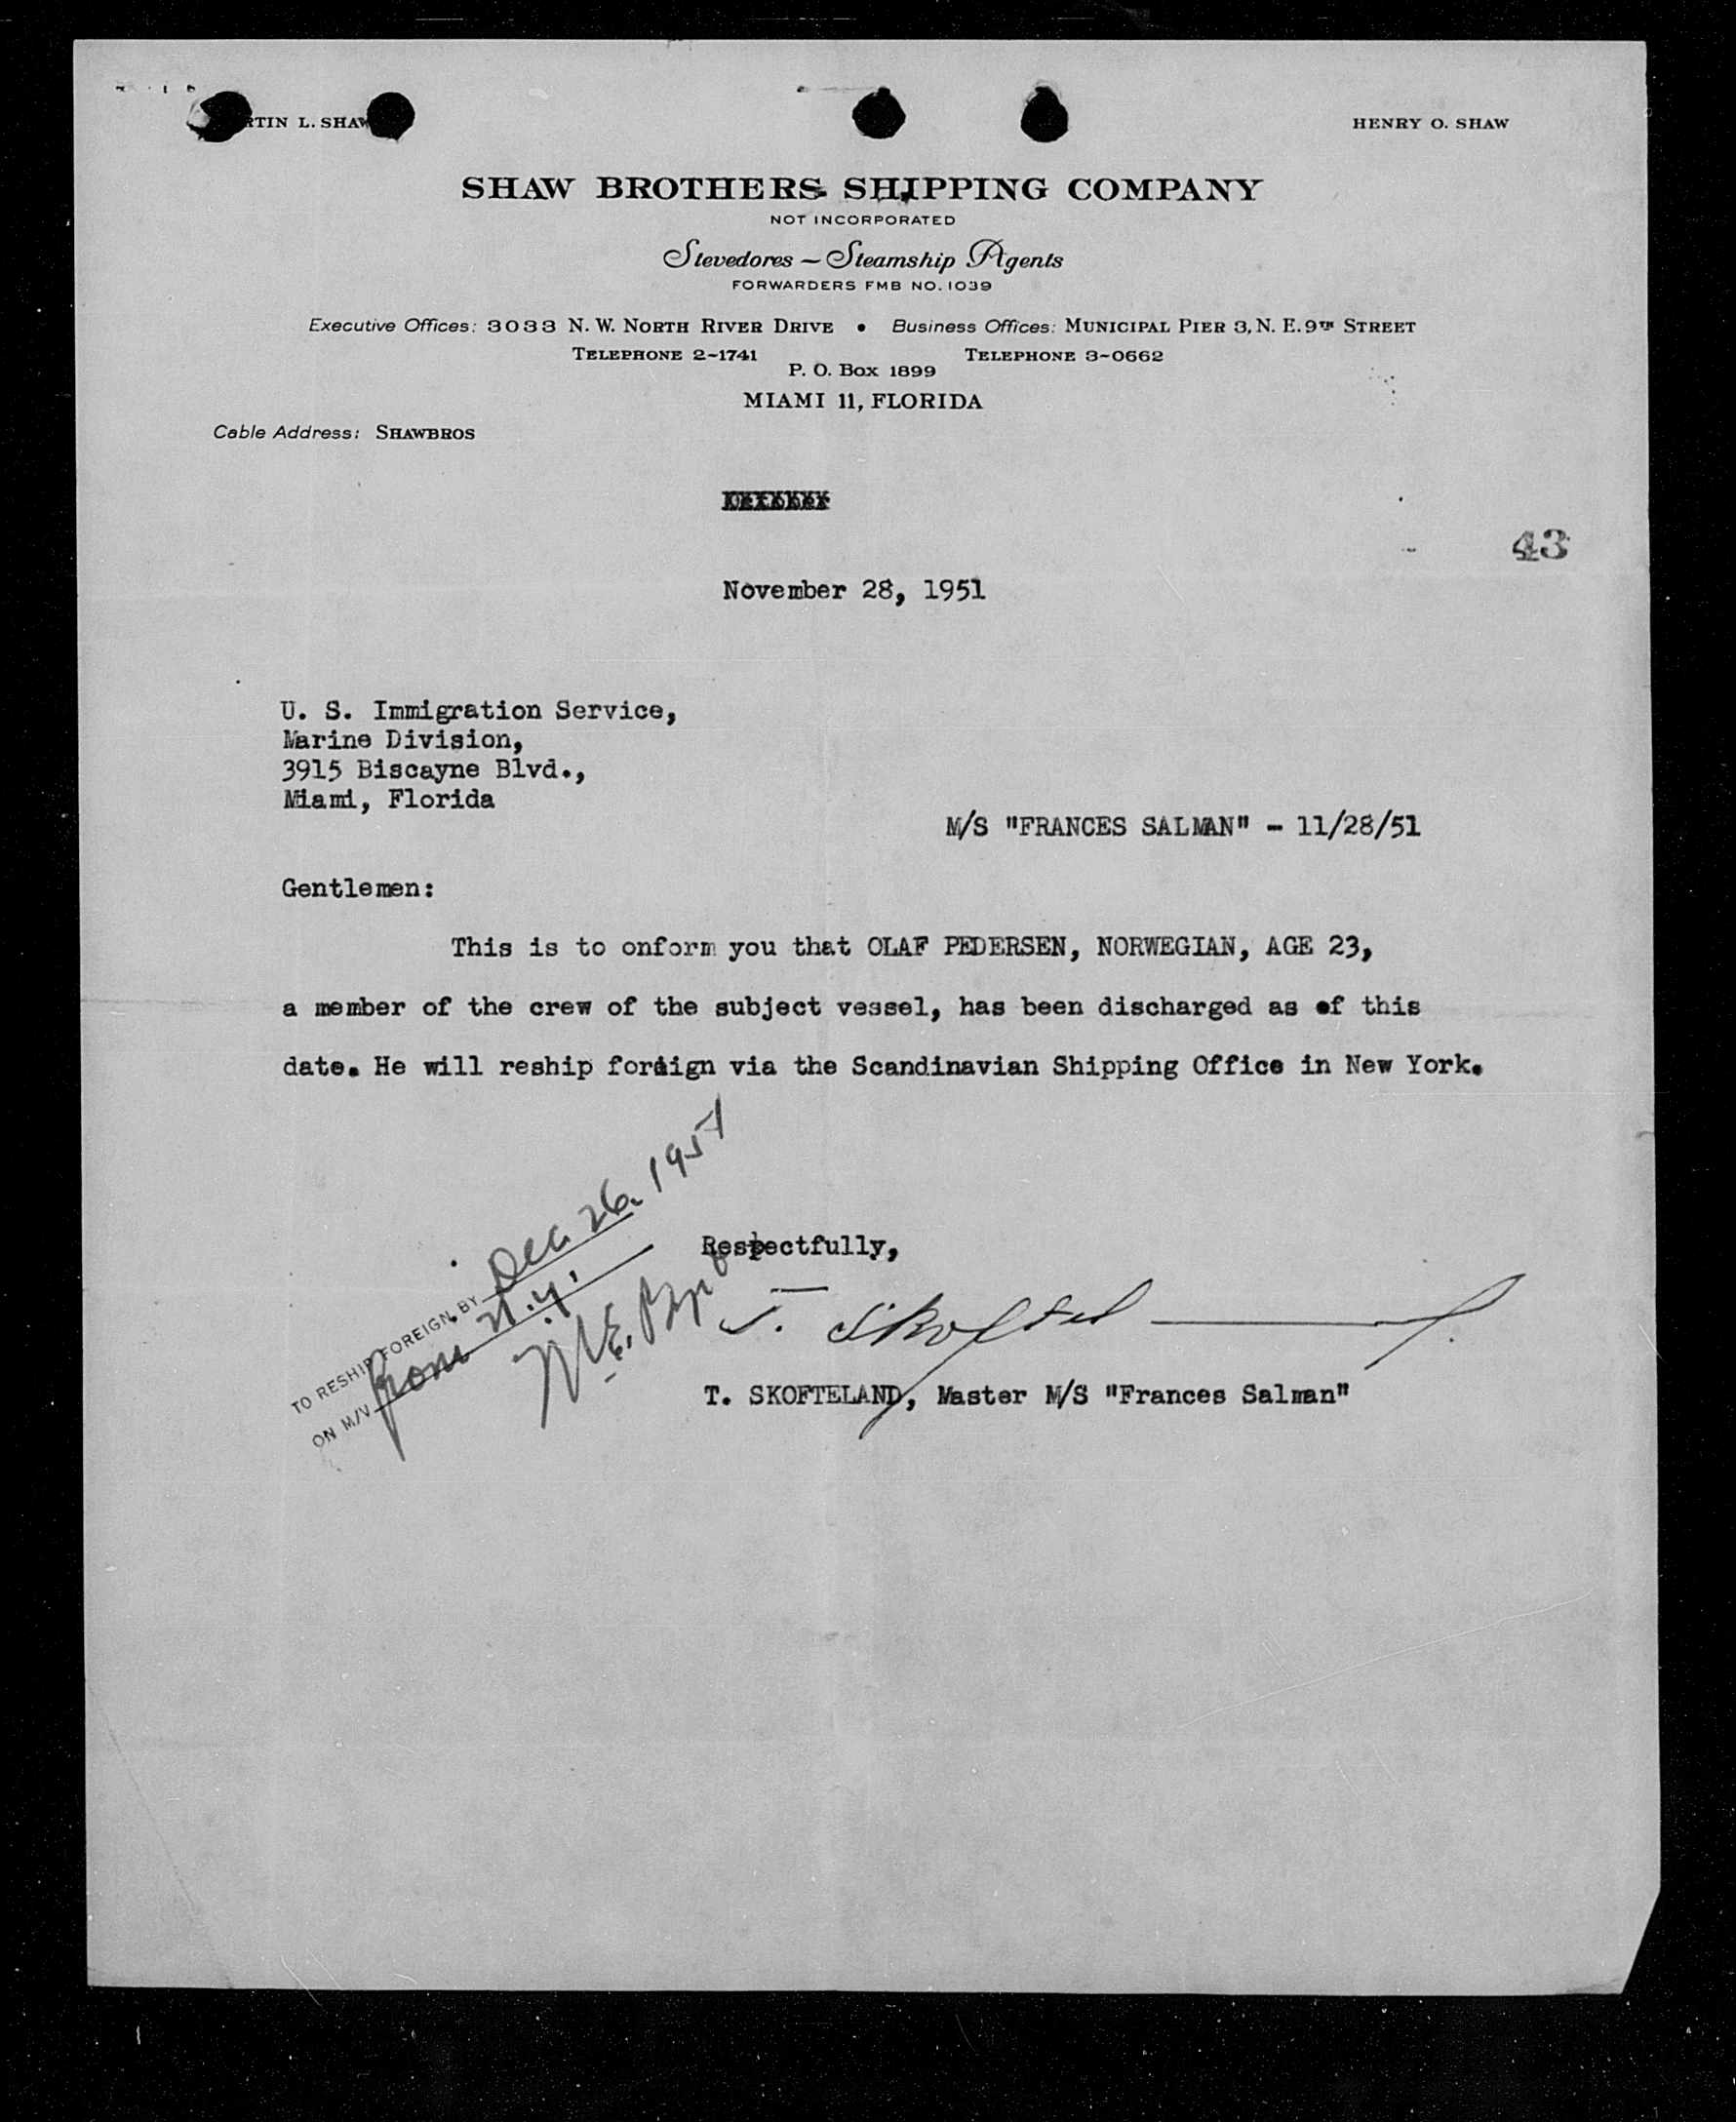 RTIN L. SHAW
HENRY O. SHAW
SHAW BROTHERS SHIPPING COMPANY
NOT INCORPORATED
Stevedores – Steamship Agents
FORWARDERS FMB NO. 1039
Executive Offices: 3033 N. W. NORTH RIVER DRIVE • Business Offices: MUNICIPAL PIER 3, N. E. 9TH STREET
TELEPHONE 2-1741 TELEPHONE 3-0662
P. O. Box 1899
MIAMI 11, FLORIDA
Cable Address: SHAWBROS
43
November 28, 1951
U. S. Immigration Service,
Marine Division,
3915 Biscayne Blvd.,
Miami, Florida
M/S "FRANCES SALMAN" - 11/28/51
Gentlemen:
This is to onform you that OLAF PEDERSEN, NORWEGIAN, AGE 23,
a member of the crew of the subject vessel, has been discharged as of this
date. He will reship foriign via the Scandinavian Shipping Office in New York.
Respectfully,
TO RESHIP FOREIGN BY Dec. 26. 1951
ON M/V from N.Y.
T. Skoftel
T. SKOFTELAND, Master M/S "Frances Salman"